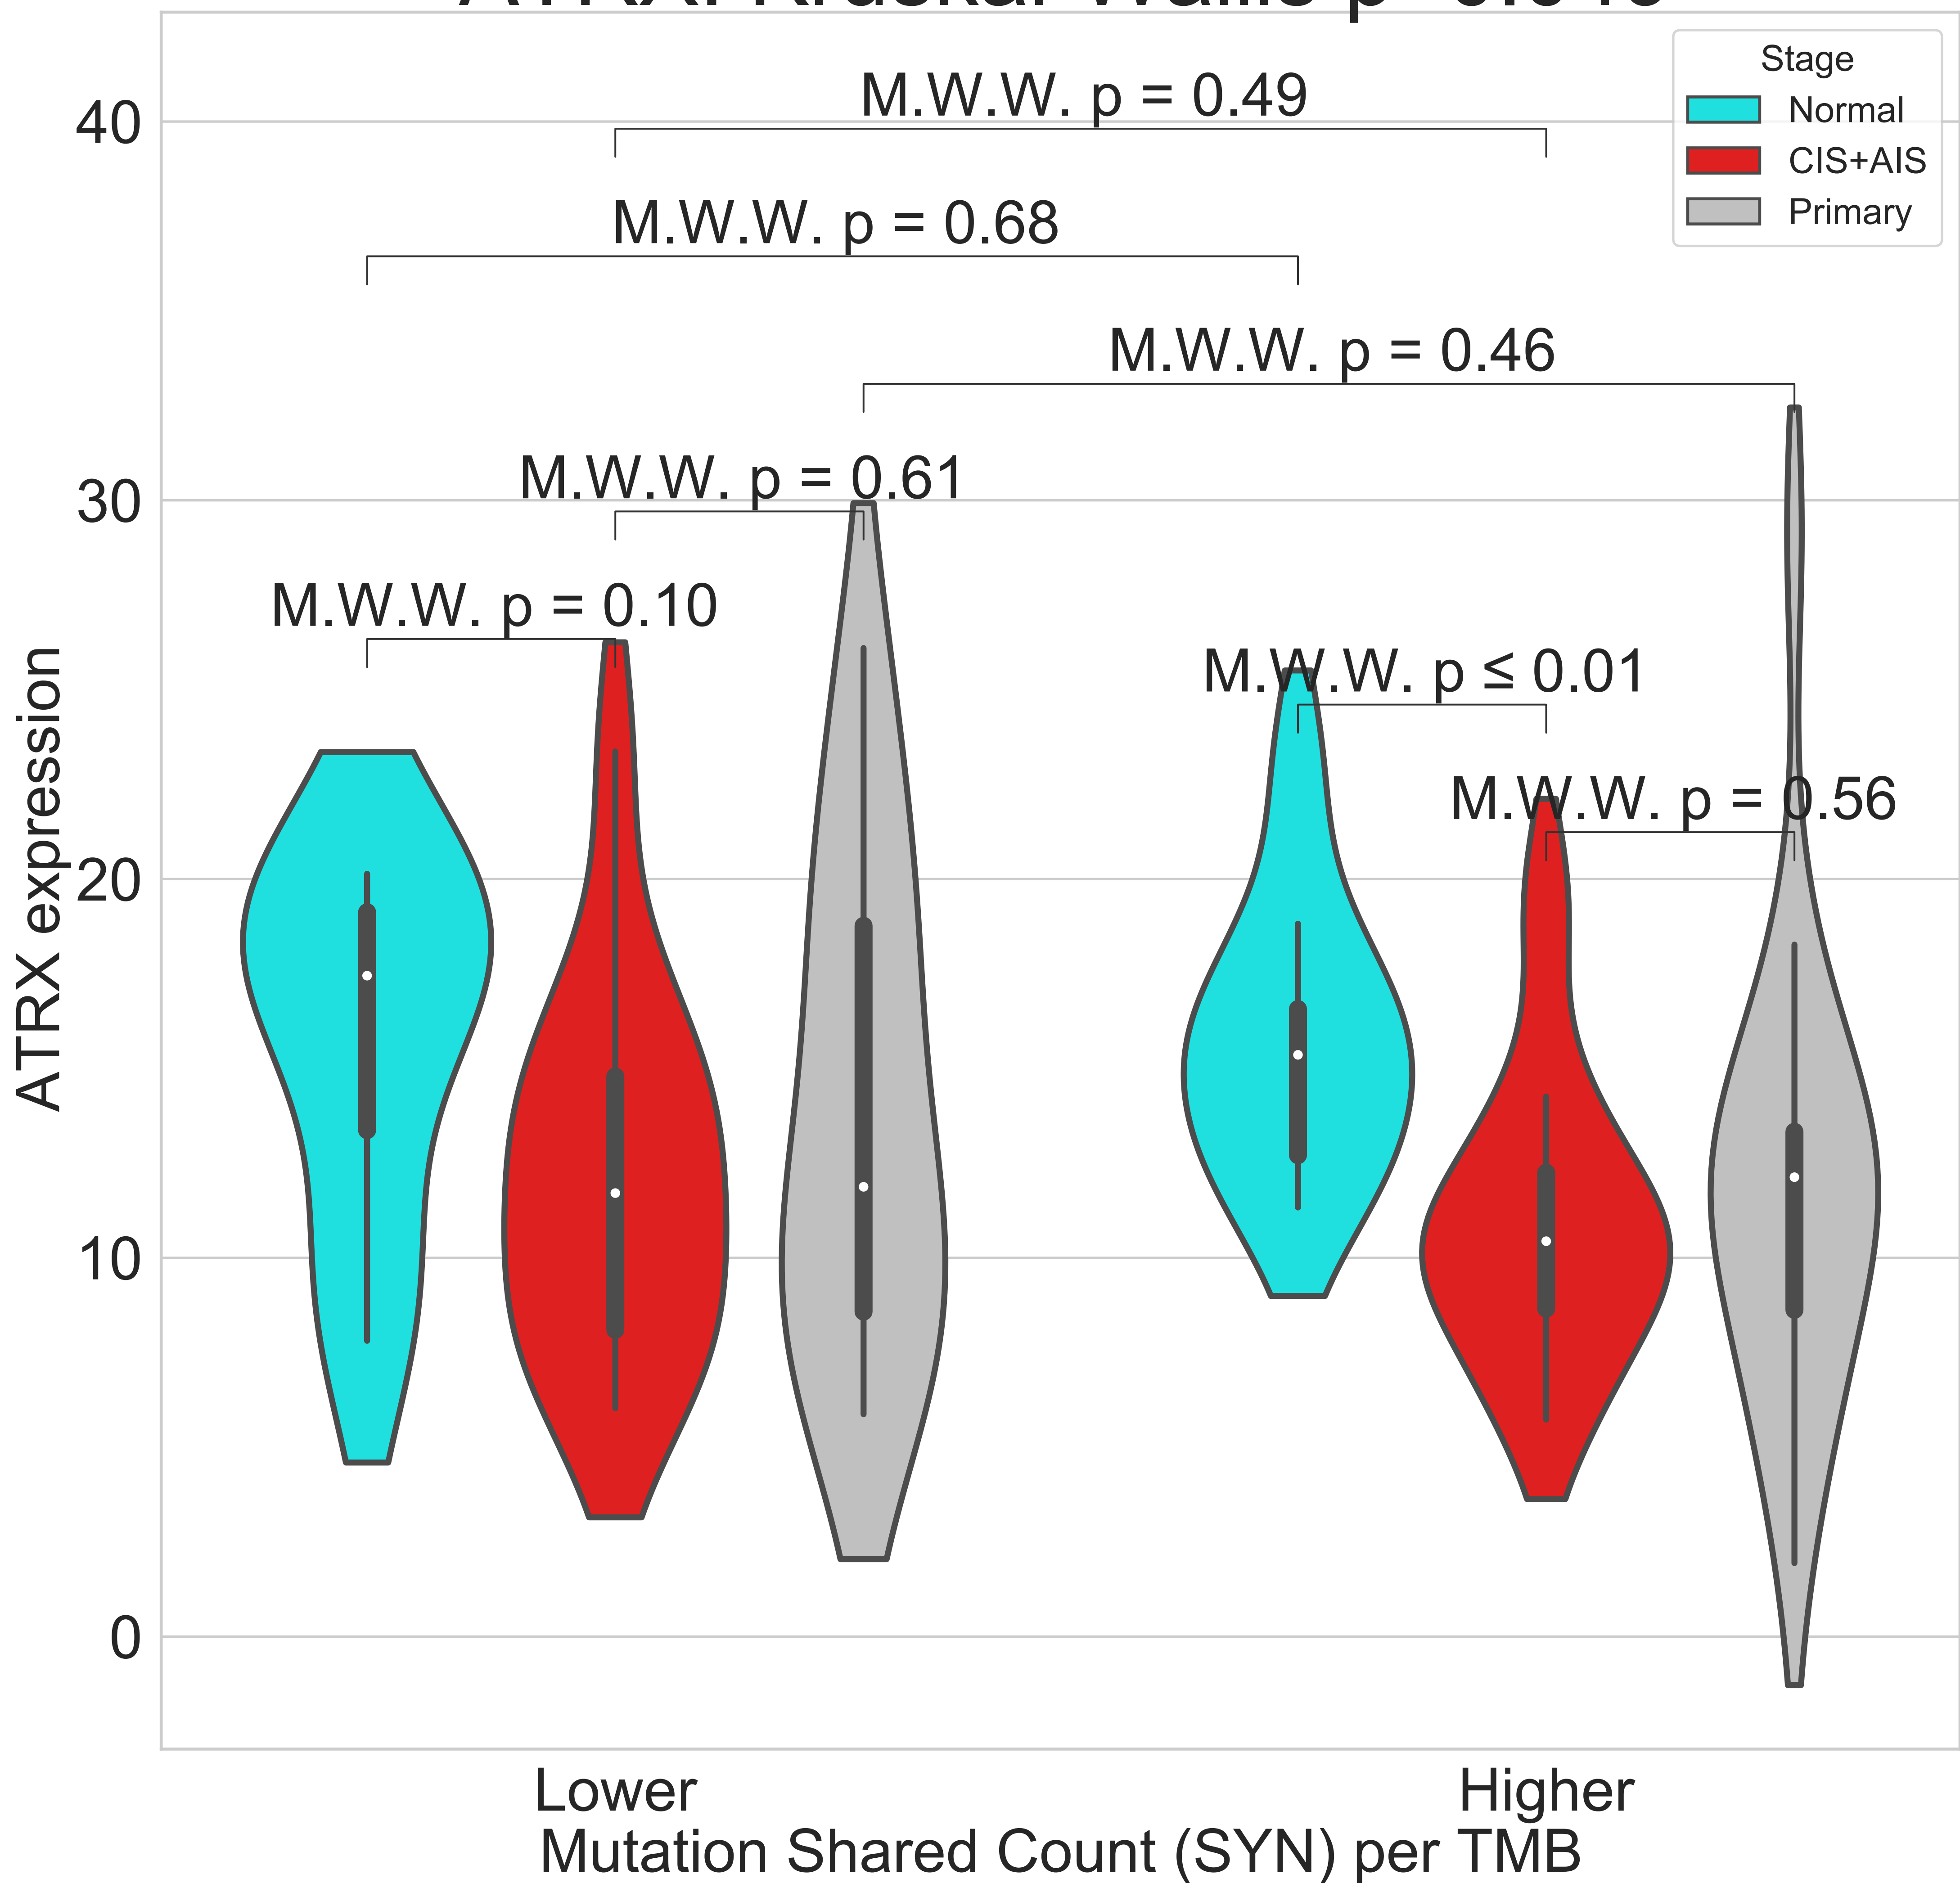 Stage
Normal
CIS+AIS
Primary
M.W.W. p = 0.49
M.W.W. p = 0.68
M.W.W. p = 0.46
M.W.W. p = 0.61
M.W.W. p = 0.10
M.W.W. p ≤ 0.01
M.W.W. p = 0.56
40
30
20
10
0
ATRX expression
Lower
Higher
Mutation Shared Count (SYN) per TMB